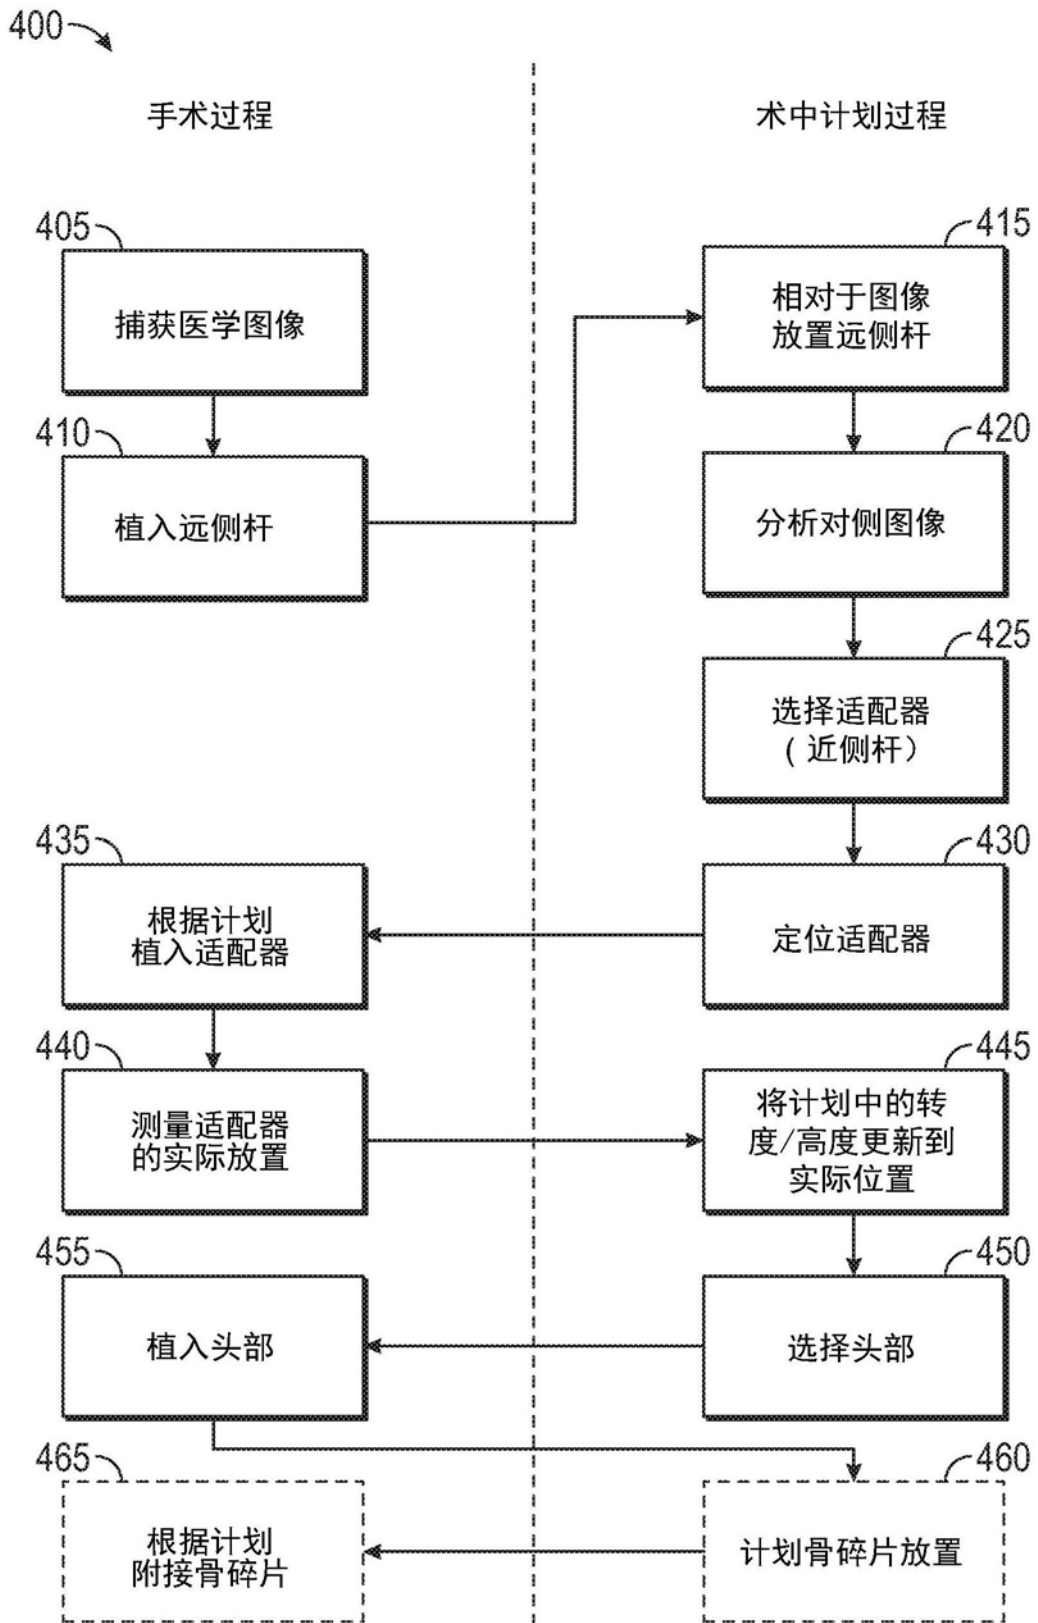 400
手术过程
术中计划过程
405
捕获医学图像
415
相对于图像
放置远侧杆
410
植入远侧杆
420
分析对侧图像
425
选择适配器
(近侧杆)
435
根据计划
植入适配器
430
定位适配器
440
测量适配器
的实际放置
445
将计划中的转
度/高度更新到
实际位置
455
植入头部
450
选择头部
465
根据计划
附接骨碎片
460
计划骨碎片放置